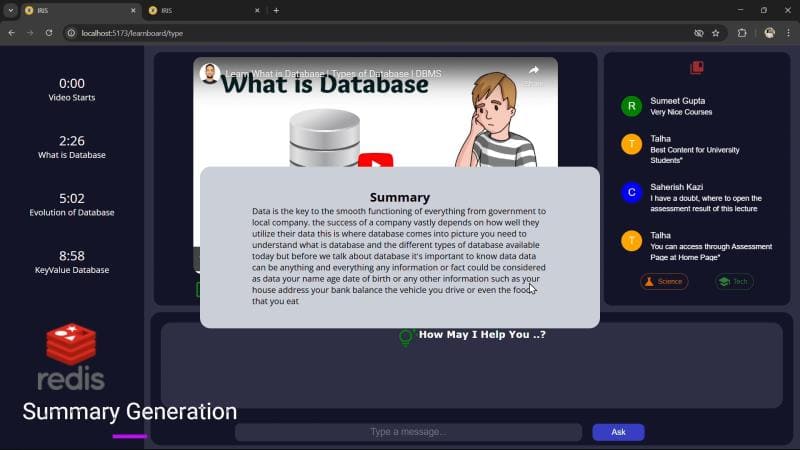 IRIS
IRIS
localhost:5173/learnboard/type
0:00
Video Starts
2:26
What is Database
5:02
Evolution of Database
8:58
KeyValue Database
Learn What is Database | Types of Database | DBMS
What is Database
Summary
Data is the key to the smooth functioning of everything from government to
local company. the success of a company vastly depends on how well they
utilize their data this is where database comes into picture you need to
understand what is database and the different types of database available
today but before we talk about database it's important to know data data
can be anything and everything any information or fact could be considered
as data your name age date of birth or any other information such as your
house address your bank balance the vehicle you drive or even the foods
that you eat
R
Sumeet Gupta
Very Nice Courses
T
Talha
Best Content for University
Students"
C
Saherish Kazi
I have a doubt, where to open the
assessment result of this lecture
T
Talha
You can access through Assessment
Page at Home Page"
Science
Tech
How May I Help You ..?
redis
Summary Generation
Type a message...
Ask